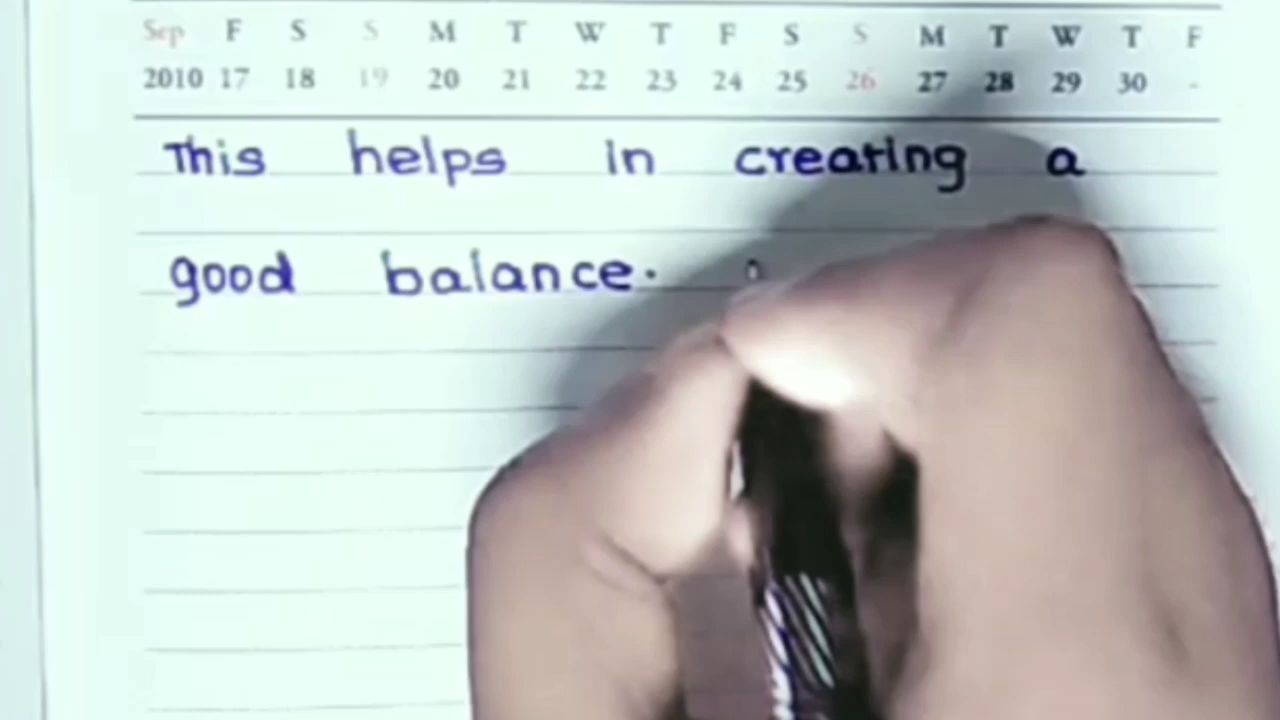 Sep F S S M T W T F S S M T W T F
2010 17 18 19 20 21 22 23 24 25 26 27 28 29 30 -
This helps in creating a
good balance.